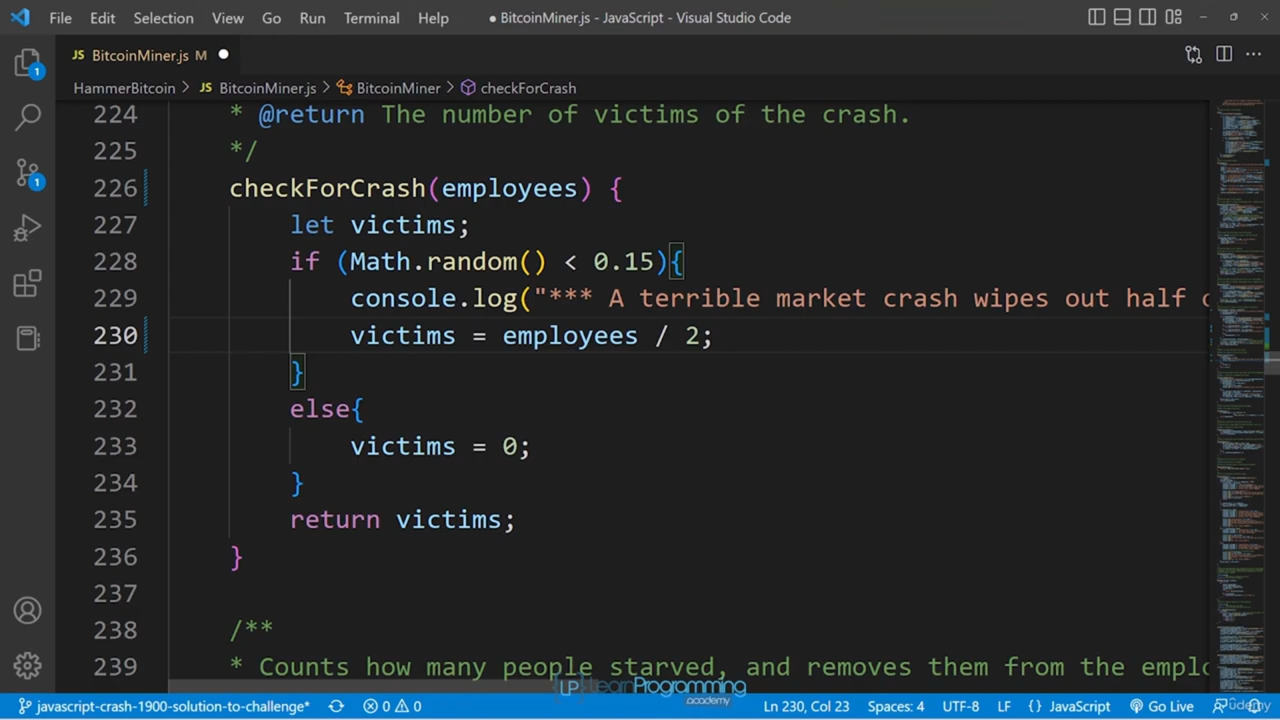 File Edit Selection View Go Run Terminal Help ● BitcoinMiner.js - JavaScript - Visual Studio Code
JS BitcoinMiner.js M
HammerBitcoin > JS BitcoinMiner.js > BitcoinMiner > checkForCrash
224 * @return The number of victims of the crash.
225 */
226 checkForCrash(employees) {
227 let victims;
228 if (Math.random() < 0.15){
229 console.log("*** A terrible market crash wipes out half
230 victims = employees / 2;
231 }
232 else{
233 victims = 0;
234 }
235 return victims;
236 }
237
238 /**
239 * Counts how many people starved, and removes them from the
1
1
LearnProgramming
academy
javascript-crash-1900-solution-to-challenge* 0 0 Ln 230, Col 23 Spaces: 4 UTF-8 LF { } JavaScript Go Live
udemy